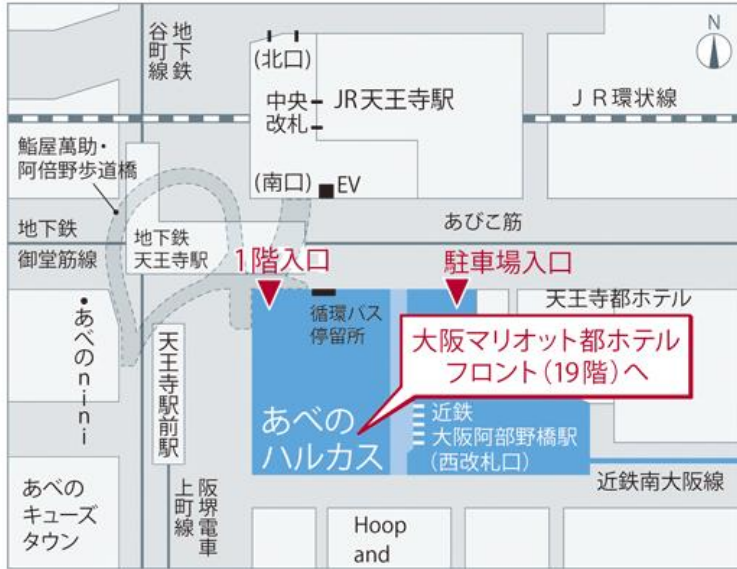 地下鉄
谷町線
(北口)
中央
改札
JR天王寺駅
N
JR環状線
鮨屋萬助・
阿倍野歩道橋
(南口)
EV
地下鉄
御堂筋線
地下鉄
天王寺駅
あびこ筋
1階入口
駐車場入口
循環バス
停留所
天王寺都ホテル
あべのnini
天王寺駅前駅
大阪マリオット都ホテル
フロント(19階)へ
あべの
ハルカス
近鉄
大阪阿部野橋駅
(西改札口)
近鉄南大阪線
あべの
キューズ
タウン
阪堺電車
上町線
Hoop
and